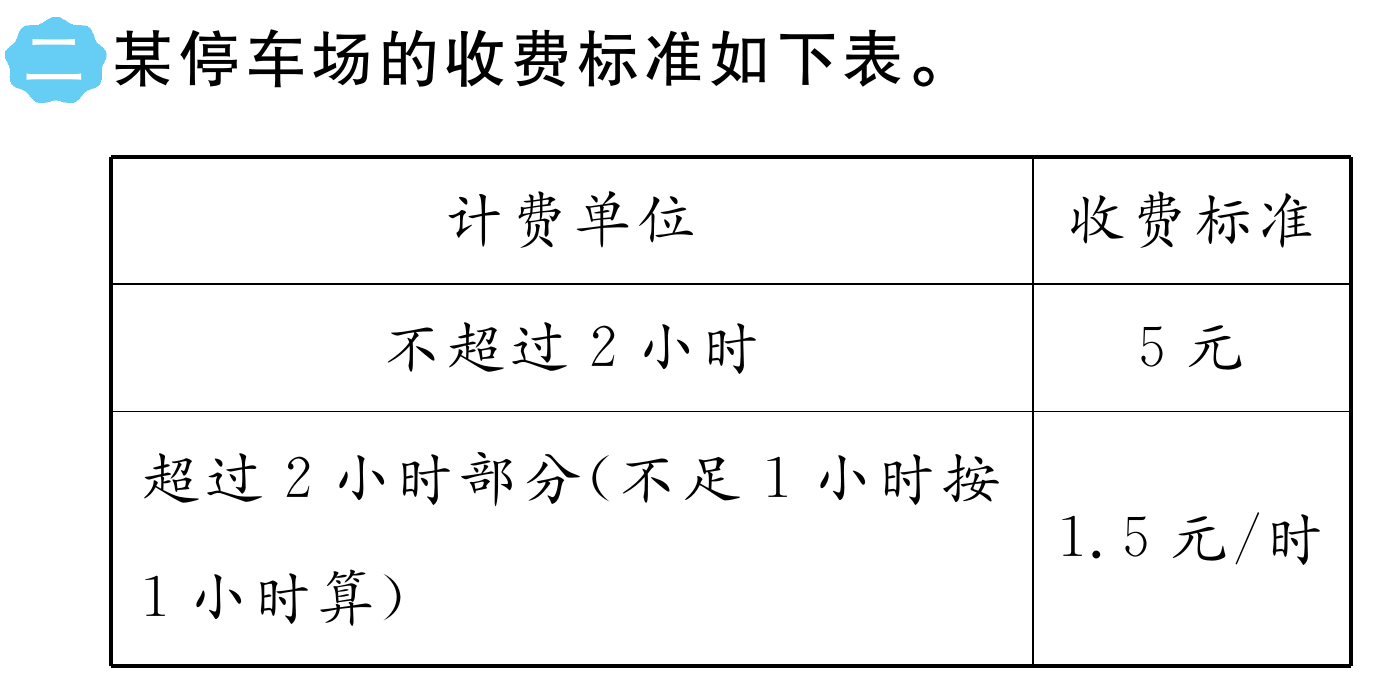 二 某停车场的收费标准如下表。
计费单位 收费标准
不超过 2 小时 5 元
超过 2 小时部分(不足 1 小时按
1 小时算)
1.5 元/时